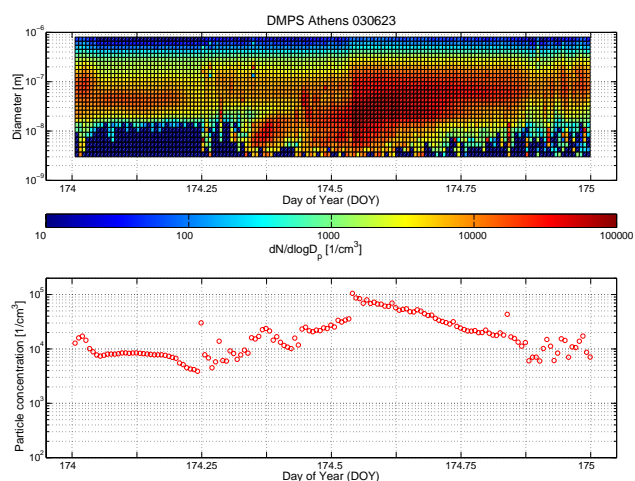 DMPS Athens 030623
Diameter [m]
10⁻⁶
10⁻⁷
10⁻⁸
10⁻⁹
174 174.25 174.5 174.75 175
Day of Year (DOY)
10 100 1000 10000 100000
dN/dlogDₚ [1/cm³]
Particle concentration [1/cm³]
10⁵
10⁴
10³
10²
174 174.25 174.5 174.75 175
Day of Year (DOY)